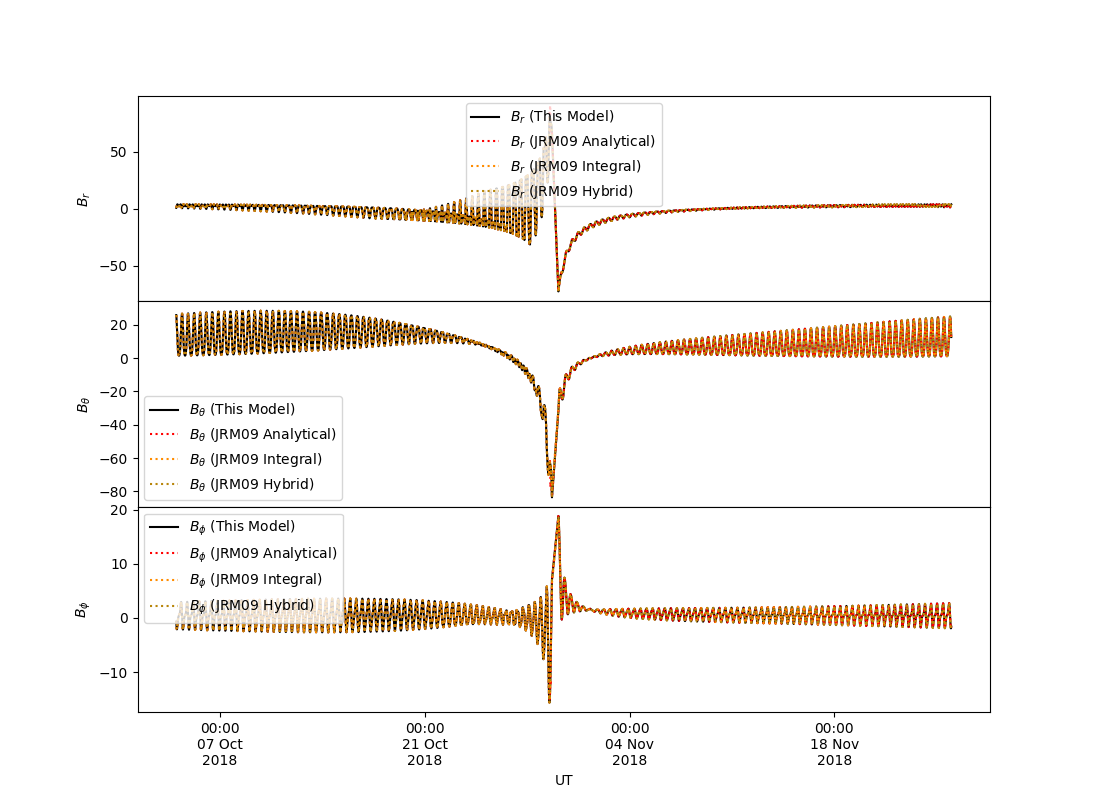 B_r (This Model)
B_r (JRM09 Analytical)
B_r (JRM09 Integral)
B_r (JRM09 Hybrid)
50
0
−50
B_r
20
0
−20
−40
−60
−80
B_θ
B_θ (This Model)
B_θ (JRM09 Analytical)
B_θ (JRM09 Integral)
B_θ (JRM09 Hybrid)
20
10
0
−10
B_ϕ
B_ϕ (This Model)
B_ϕ (JRM09 Analytical)
B_ϕ (JRM09 Integral)
B_ϕ (JRM09 Hybrid)
00:00 00:00 00:00 00:00
07 Oct 21 Oct 04 Nov 18 Nov
2018 2018 2018 2018
UT